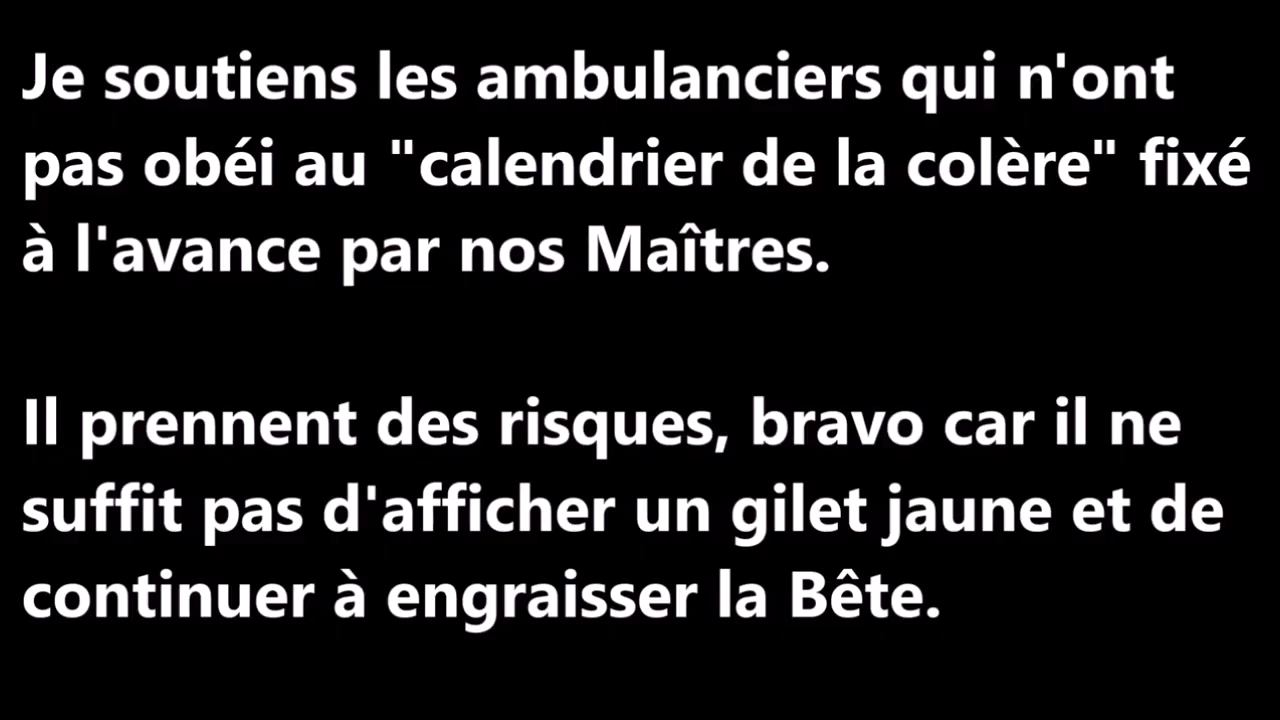 Je soutiens les ambulanciers qui n'ont
pas obéi au "calendrier de la colère" fixé
à l'avance par nos Maîtres.
Il prennent des risques, bravo car il ne
suffit pas d'afficher un gilet jaune et de
continuer à engraisser la Bête.